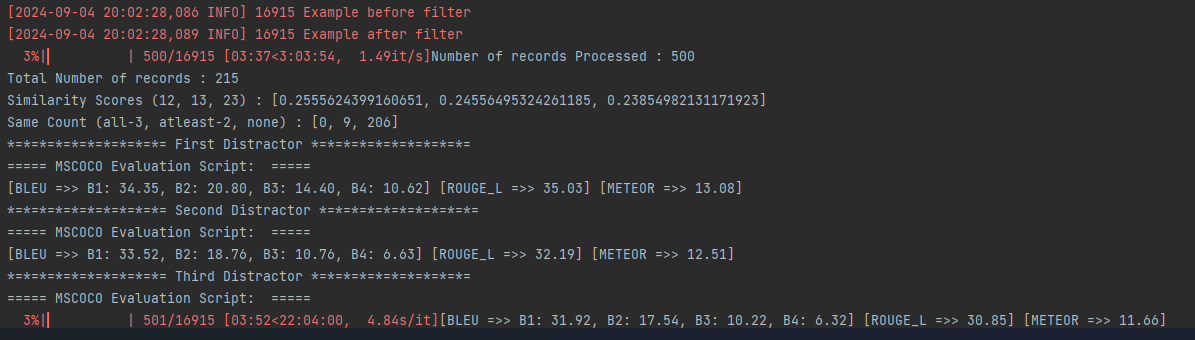 [2024-09-04 20:02:28,086 INFO] 16915 Example before filter
[2024-09-04 20:02:28,089 INFO] 16915 Example after filter
  3%|▎         | 500/16915 [03:37<3:03:54,  1.49it/s]Number of records Processed : 500
Total Number of records : 215
Similarity Scores (12, 13, 23) : [0.2555624399160651, 0.24556495324261185, 0.23854982131171923]
Same Count (all-3, atleast-2, none) : [0, 9, 206]
==================== First Distractor ====================
===== MSCOCO Evaluation Script:  =====
[BLEU =>> B1: 34.35, B2: 20.80, B3: 14.40, B4: 10.62] [ROUGE_L =>> 35.03] [METEOR =>> 13.08]
==================== Second Distractor ====================
===== MSCOCO Evaluation Script:  =====
[BLEU =>> B1: 33.52, B2: 18.76, B3: 10.76, B4: 6.63] [ROUGE_L =>> 32.19] [METEOR =>> 12.51]
==================== Third Distractor ====================
===== MSCOCO Evaluation Script:  =====
  3%|▎         | 501/16915 [03:52<22:04:00,  4.84s/it][BLEU =>> B1: 31.92, B2: 17.54, B3: 10.22, B4: 6.32] [ROUGE_L =>> 30.85] [METEOR =>> 11.66]